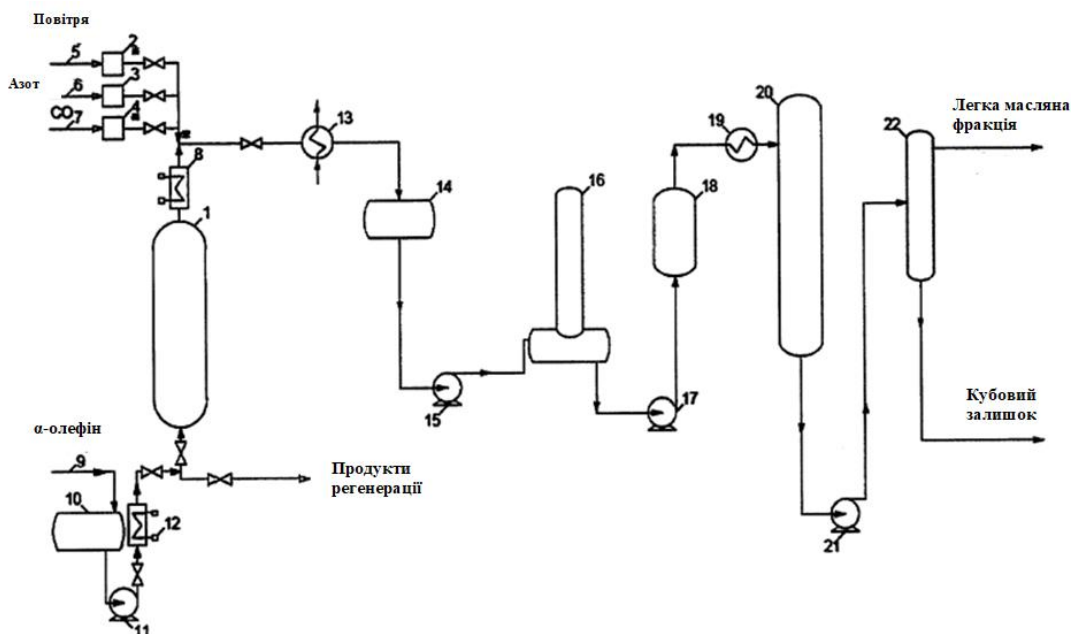 Повітря
5
2
Азот
6
3
CO
7
4
8
13
1
14
15
16
17
18
19
20
22
Легка масляна
фракція
21
Кубовий
залишок
α-олефін
9
10
12
11
Продукти
регенерації